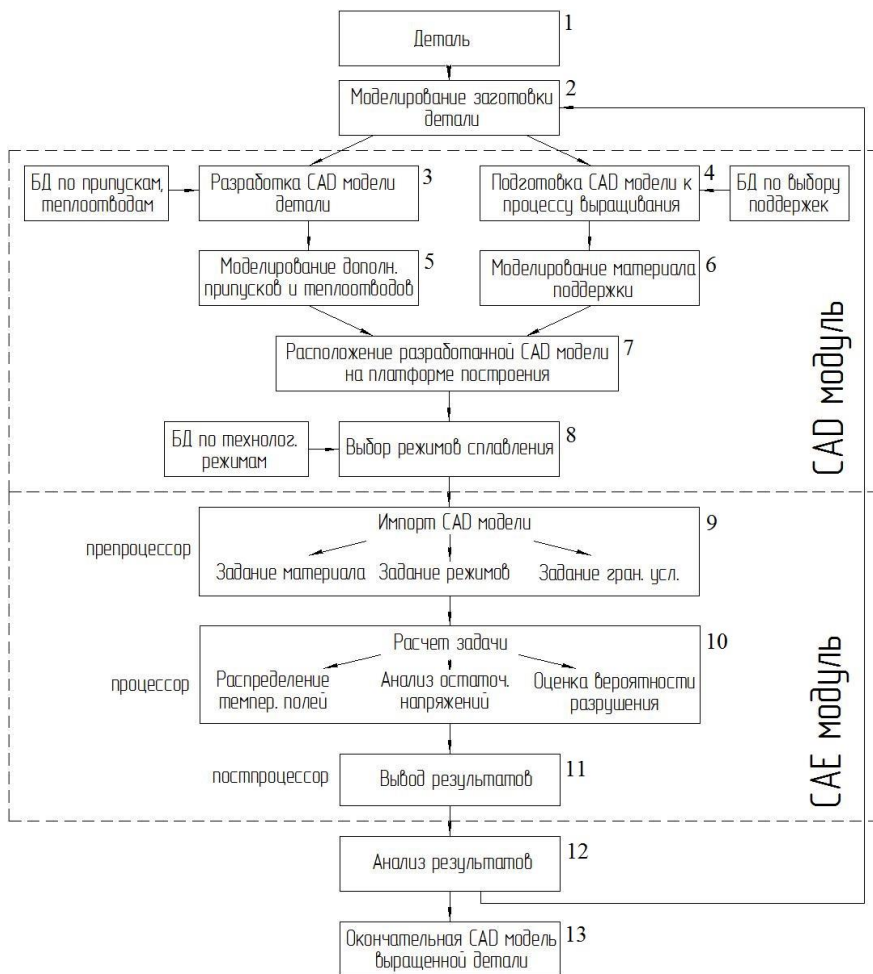 Деталь
1
Моделирование заготовки
детали
2
БД по припускам,
теплоотводам
Разработка CAD модели
детали
3
Подготовка CAD модели к
процессу выращивания
4
БД по выбору
поддержек
Моделирование дополн.
припусков и теплоотводов
5
Моделирование материала
поддержки
6
Расположение разработанной CAD модели
на платформе построения
7
БД по технолог.
режимам
Выбор режимов сплавления
8
CAD модуль
препроцессор
Импорт CAD модели
9
Задание материала
Задание режимов
Задание гран. усл.
процессор
Расчет задачи
10
Распределение
темпер. полей
Анализ остаточ.
напряжений
Оценка вероятности
разрушения
постпроцессор
Вывод результатов
11
CAE модуль
Анализ результатов
12
Окончательная CAD модель
выращенной детали
13